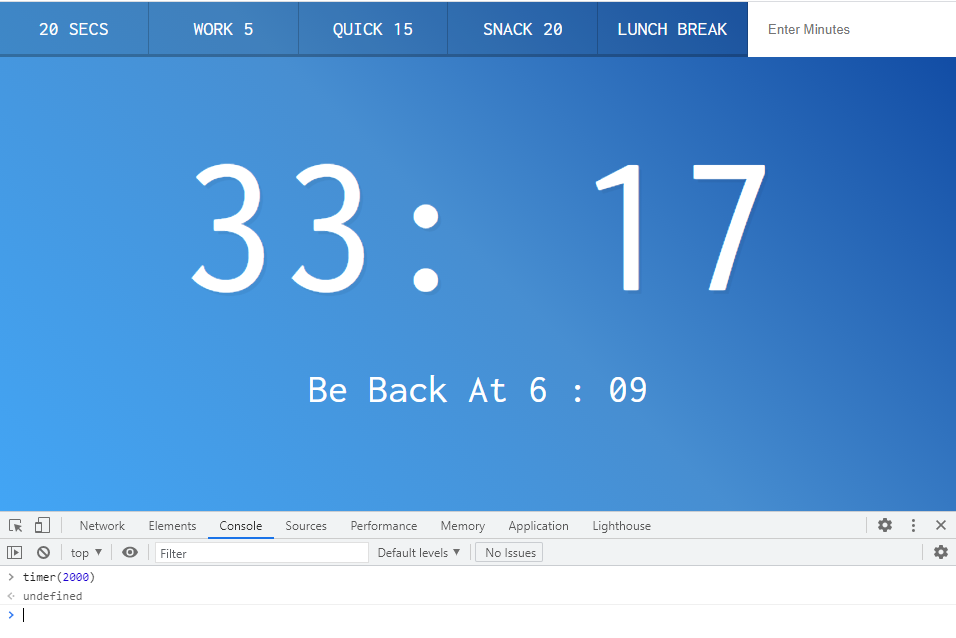 20 SECS WORK 5 QUICK 15 SNACK 20 LUNCH BREAK Enter Minutes
33: 17
Be Back At 6 : 09
Network Elements Console Sources Performance Memory Application Lighthouse
top Filter Default levels No Issues
timer(2000)
undefined